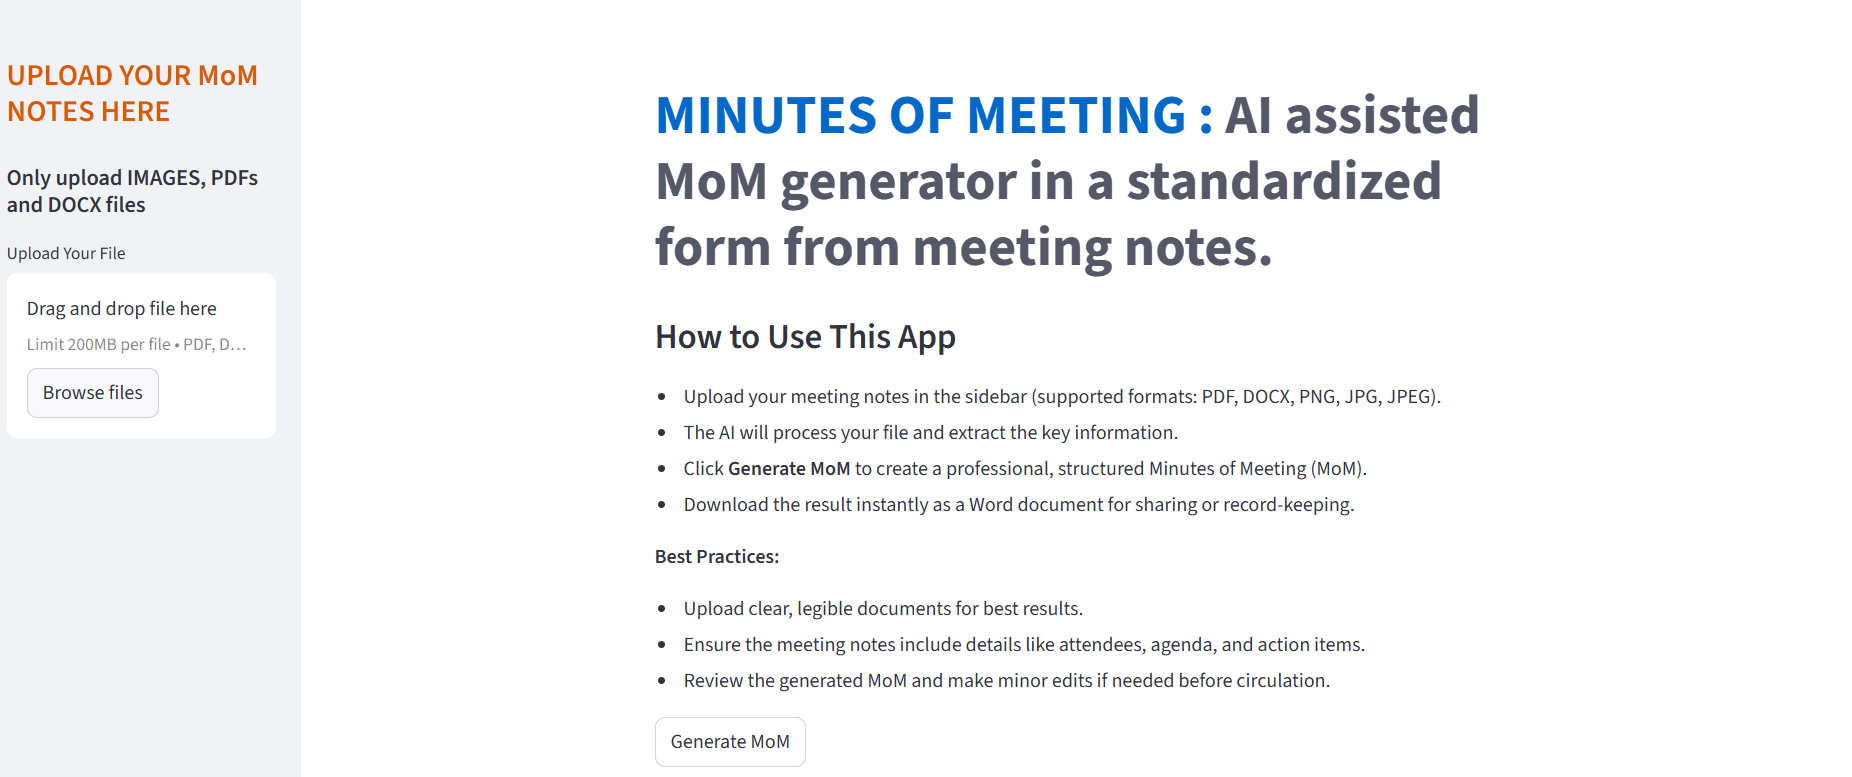 UPLOAD YOUR MoM
NOTES HERE
Only upload IMAGES, PDFs
and DOCX files
Upload Your File
Drag and drop file here
Limit 200MB per file • PDF, D...
Browse files
MINUTES OF MEETING : AI assisted
MoM generator in a standardized
form from meeting notes.
How to Use This App
• Upload your meeting notes in the sidebar (supported formats: PDF, DOCX, PNG, JPG, JPEG).
• The AI will process your file and extract the key information.
• Click Generate MoM to create a professional, structured Minutes of Meeting (MoM).
• Download the result instantly as a Word document for sharing or record-keeping.
Best Practices:
• Upload clear, legible documents for best results.
• Ensure the meeting notes include details like attendees, agenda, and action items.
• Review the generated MoM and make minor edits if needed before circulation.
Generate MoM